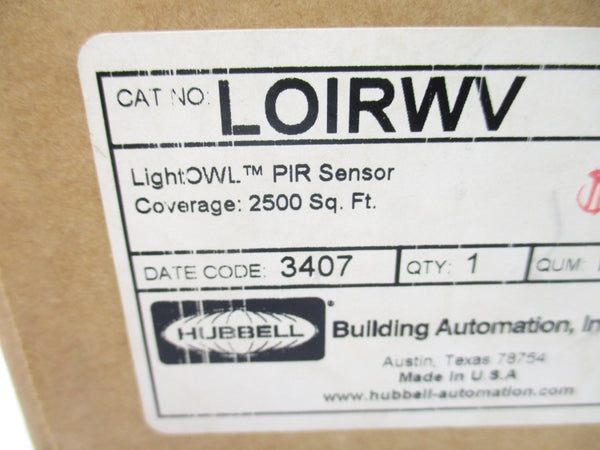 CAT NO: LOIRWV
LightOWL™ PIR Sensor
Coverage: 2500 Sq. Ft.
DATE CODE: 3407 QTY: 1 QUM:
HUBBELL® Building Automation, In
Austin, Texas 78754
Made In U.S.A
www.hubbell-automation.com